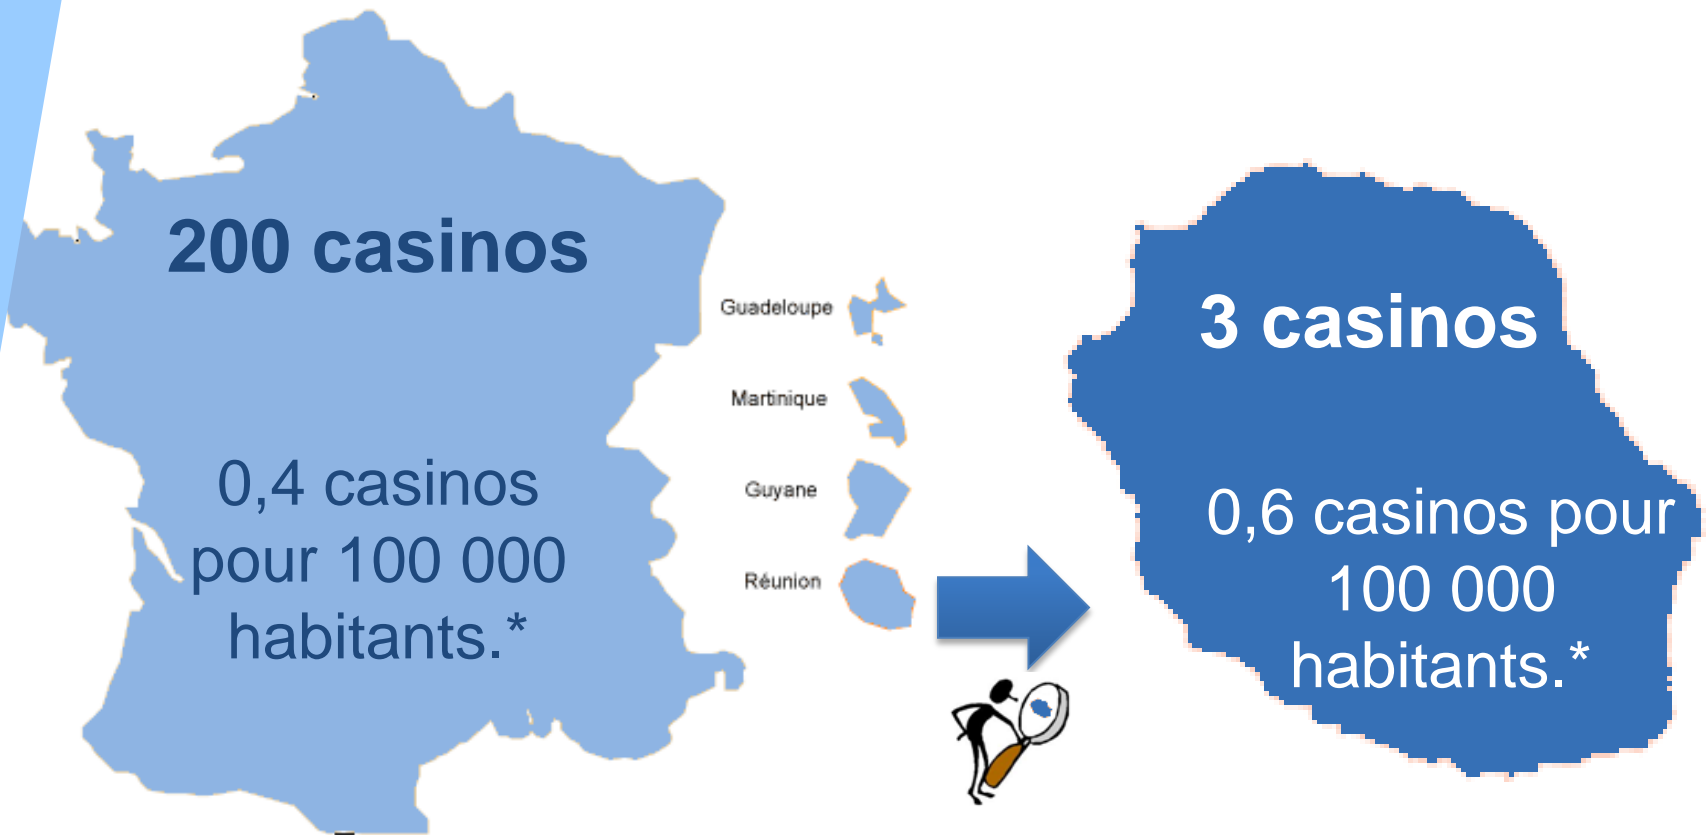 200 casinos
0,4 casinos
pour 100 000
habitants.*
Guadeloupe
Martinique
Guyane
Réunion
3 casinos
0,6 casinos pour
100 000
habitants.*